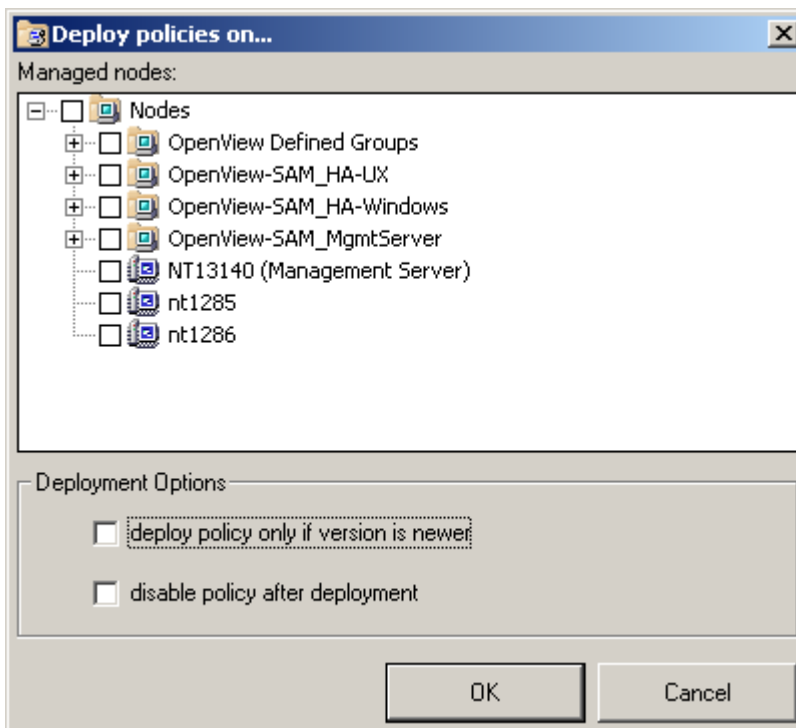 Deploy policies on...
Managed nodes:
Nodes
OpenView Defined Groups
OpenView-SAM_HA-UX
OpenView-SAM_HA-Windows
OpenView-SAM_MgmtServer
NT13140 (Management Server)
nt1285
nt1286
Deployment Options
deploy policy only if version is newer
disable policy after deployment
OK Cancel